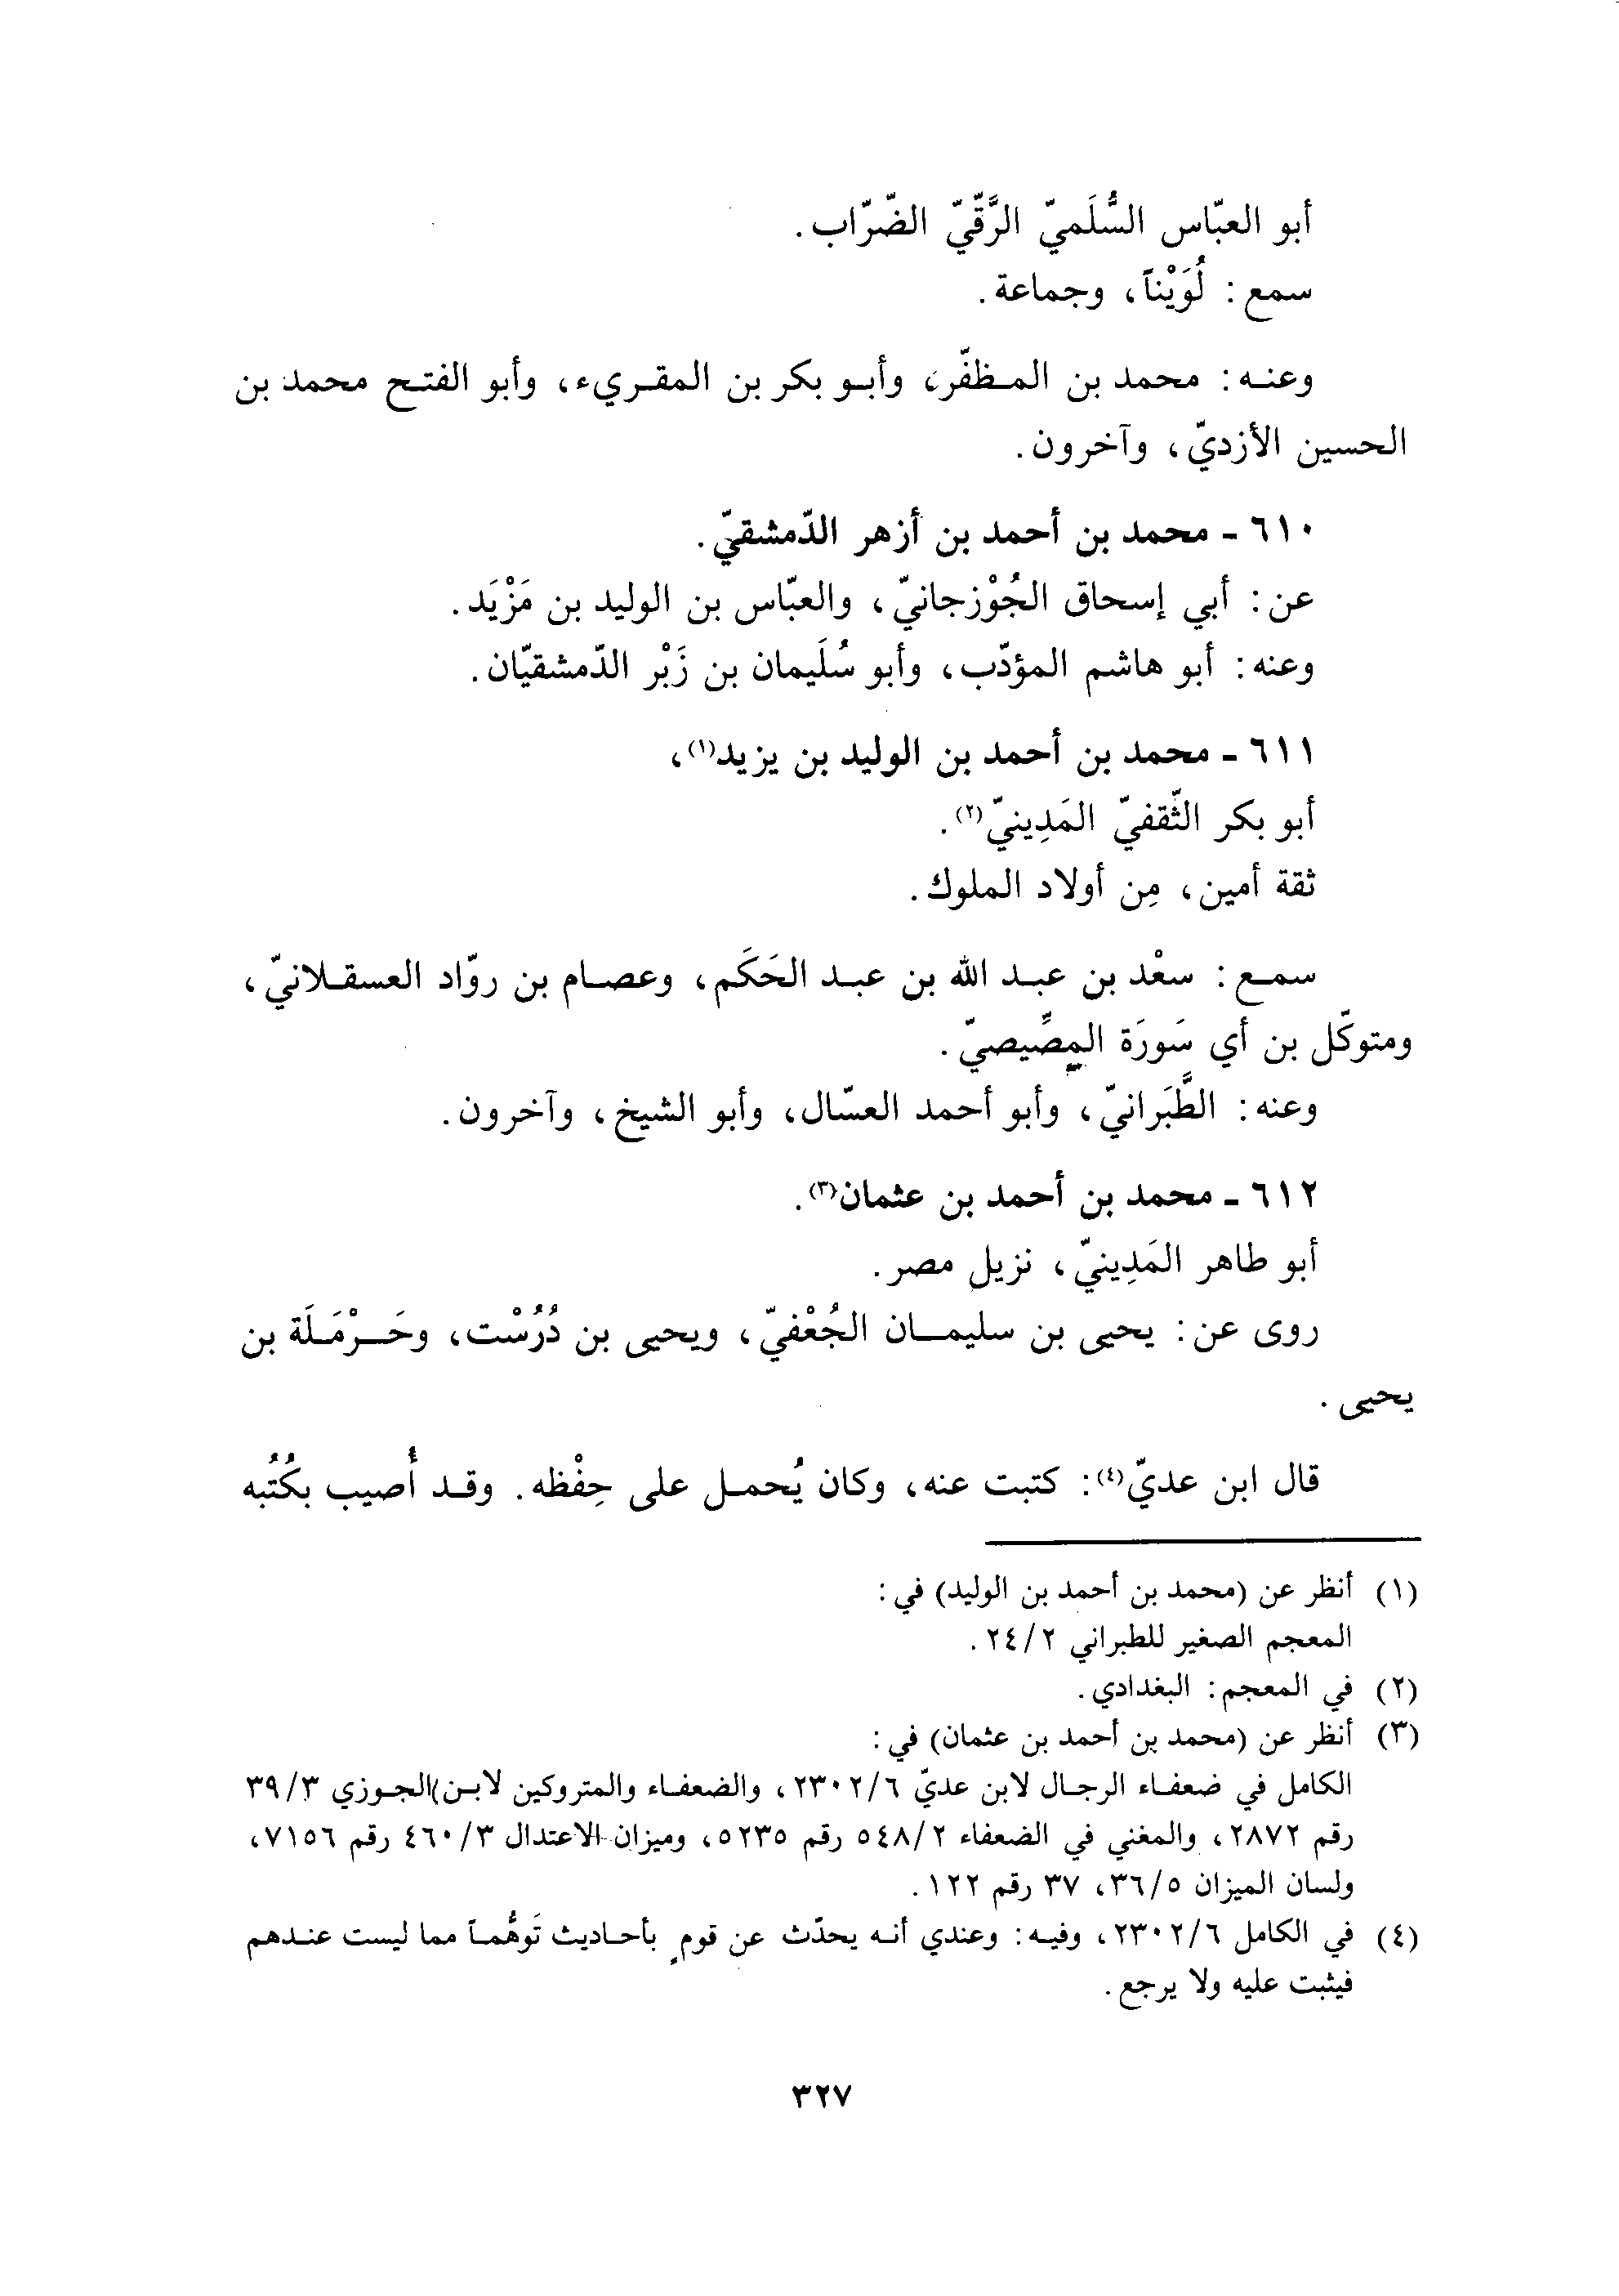 أبو العبّاس السُّلَميّ الرَّقّيّ الضّرّاب.
سمع: لُوَيْناً، وجماعة.
وعنه: محمد بن المظفّر، وأبو بكر بن المقريء، وأبو الفتح محمد بن
الحسين الأزديّ، وآخرون.
٦١٠ ـ محمد بن أحمد بن أزهر الدّمشقيّ.
عن: أبي إسحاق الجُوْزجانيّ، والعبّاس بن الوليد بن مَزْيَد.
وعنه: أبو هاشم المؤدّب، وأبو سُلَيمان بن زَبْر الدّمشقيّان.
٦١١ ـ محمد بن أحمد بن الوليد بن يزيد(١)،
أبو بكر الثّقفيّ المَدِينيّ(٢).
ثقة أمين، مِن أولاد الملوك.
سمع: سعْد بن عبد الله بن عبد الحَكَم، وعصام بن روّاد العسقلانيّ،
ومتوكّل بن أي سَورَة المصِّيصيّ.
وعنه: الطَّبَرانيّ، وأبو أحمد العسّال، وأبو الشيخ، وآخرون.
٦١٢ ـ محمد بن أحمد بن عثمان(٣).
أبو طاهر المَدِينيّ، نزيل مصر.
روى عن: يحيى بن سليمان الجُعْفيّ، ويحيى بن دُرُسْت، وحَرْمَلَة بن
يحيى.
قال ابن عديّ(٤): كتبت عنه، وكان يُحمل على حِفْظه. وقد أُصيب بكُتُبه
(١) أنظر عن (محمد بن أحمد بن الوليد) في:
المعجم الصغير للطبراني ٢٤/٢.
(٢) في المعجم: البغدادي.
(٣) أنظر عن (محمد بن أحمد بن عثمان) في:
الكامل في ضعفاء الرجال لابن عديّ ٢٣٠٢/٦، والضعفاء والمتروكين لابن الجوزي ٣٩/٣
رقم ٢٨٧٢، والمغني في الضعفاء ٥٤٨/٢ رقم ٥٢٣٥، وميزان الاعتدال ٤٦٠/٣ رقم ٧١٥٦،
ولسان الميزان ٣٦/٥، ٣٧ رقم ١٢٢.
(٤) في الكامل ٢٣٠٢/٦، وفيه: وعندي أنه يحدّث عن قومٍ بأحاديث تَوهُّماً مما ليست عندهم
فيثبت عليه ولا يرجع.
٣٢٧